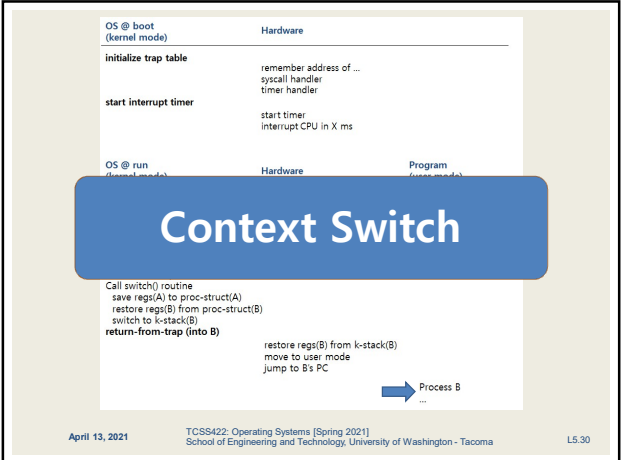 OS @ boot
(kernel mode)
Hardware
initialize trap table
remember address of ...
syscall handler
timer handler
start interrupt timer
start timer
interrupt CPU in X ms
OS @ run
(kernel mode)
Hardware
Program
(user mode)
Context Switch
Call switch() routine
save regs(A) to proc-struct(A)
restore regs(B) from proc-struct(B)
switch to k-stack(B)
return-from-trap (into B)
restore regs(B) from k-stack(B)
move to user mode
jump to B's PC
Process B
...
April 13, 2021
TCSS422: Operating Systems [Spring 2021]
School of Engineering and Technology, University of Washington - Tacoma
L5.30